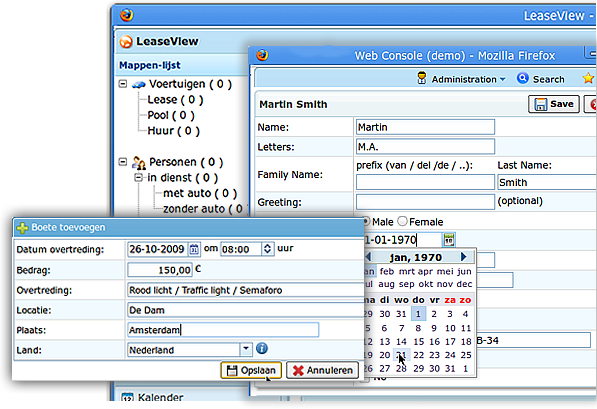 LeaseView -
LeaseView
Mappen-lijst
Voertuigen ( 0 )
Lease ( 0 )
Pool ( 0 )
Huur ( 0 )
Personen ( 0 )
in dienst ( 0 )
met auto ( 0 )
zonder auto ( 0 )
Kalender
Web Console (demo) - Mozilla Firefox
Administration Search
Martin Smith Save
Name: Martin
Letters: M.A.
prefix (van / del /de / ..): Last Name:
Family Name: Smith
Greeting: (optional)
Male Female
1-01-1970
jan, 1970
jan feb mrt apr mei jun
jul aug sep okt nov dec
ma di wo do vr za zo
29 30 31 1 2 3 4
5 6 7 8 9 10 11
12 13 14 15 16 17 18
19 20 21 22 23 24 25
26 27 28 29 30 31 1
B-34
No
Boete toevoegen
Datum overtreding: 26-10-2009 om 08:00 uur
Bedrag: 150,00 €
Overtreding: Rood licht / Traffic light / Semaforo
Locatie: De Dam
Plaats: Amsterdam
Land: Nederland
Opslaan Annuleren